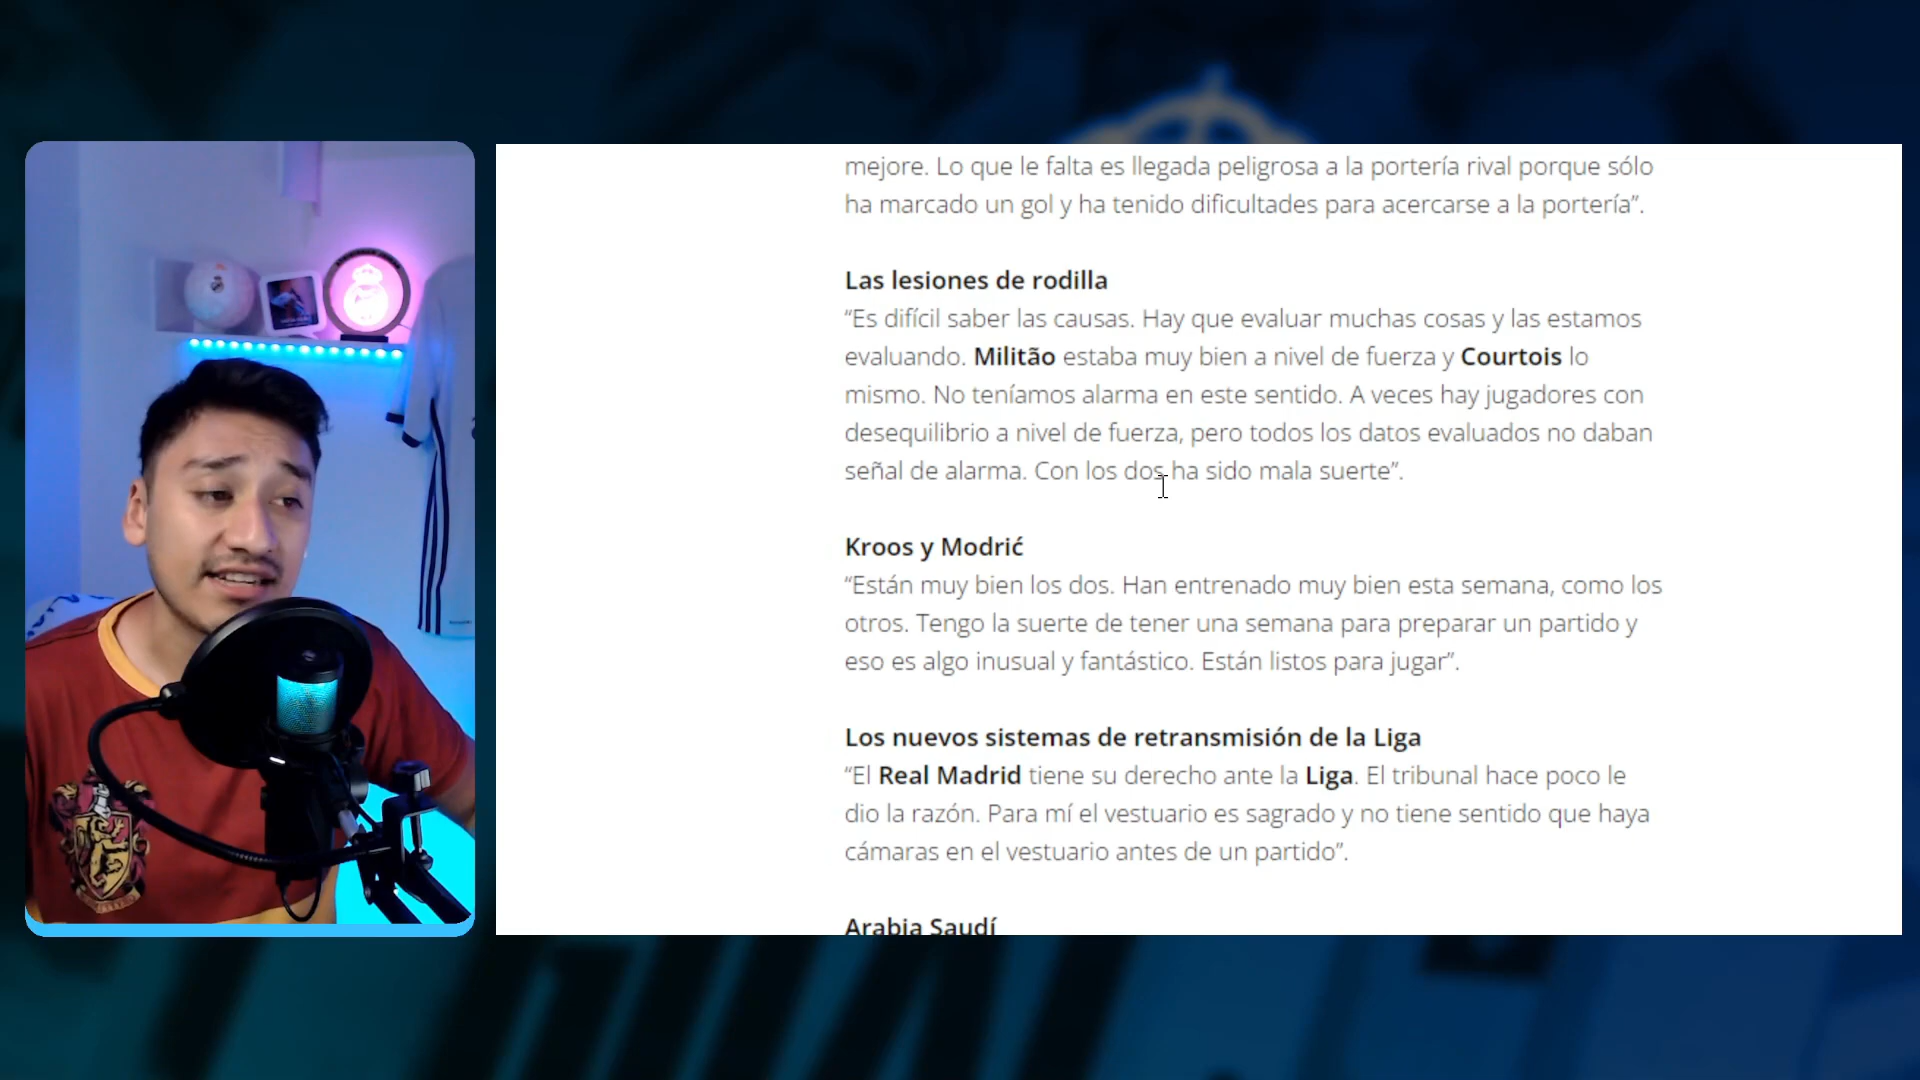 mejore. Lo que le falta es llegada peligrosa a la portería rival porque sólo
ha marcado un gol y ha tenido dificultades para acercarse a la portería”.
Las lesiones de rodilla
“Es difícil saber las causas. Hay que evaluar muchas cosas y las estamos
evaluando. Militão estaba muy bien a nivel de fuerza y Courtois lo
mismo. No teníamos alarma en este sentido. A veces hay jugadores con
desequilibrio a nivel de fuerza, pero todos los datos evaluados no daban
señal de alarma. Con los dos ha sido mala suerte”.
Kroos y Modrić
“Están muy bien los dos. Han entrenado muy bien esta semana, como los
otros. Tengo la suerte de tener una semana para preparar un partido y
eso es algo inusual y fantástico. Están listos para jugar”.
Los nuevos sistemas de retransmisión de la Liga
“El Real Madrid tiene su derecho ante la Liga. El tribunal hace poco le
dio la razón. Para mí el vestuario es sagrado y no tiene sentido que haya
cámaras en el vestuario antes de un partido”.
Arabia Saudí